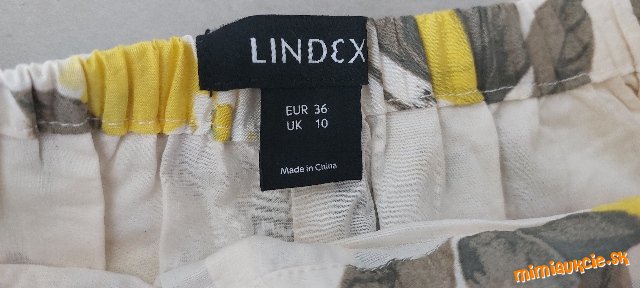 LINDEX
EUR 36
UK 10
Made in China
mimiaukcie.sk